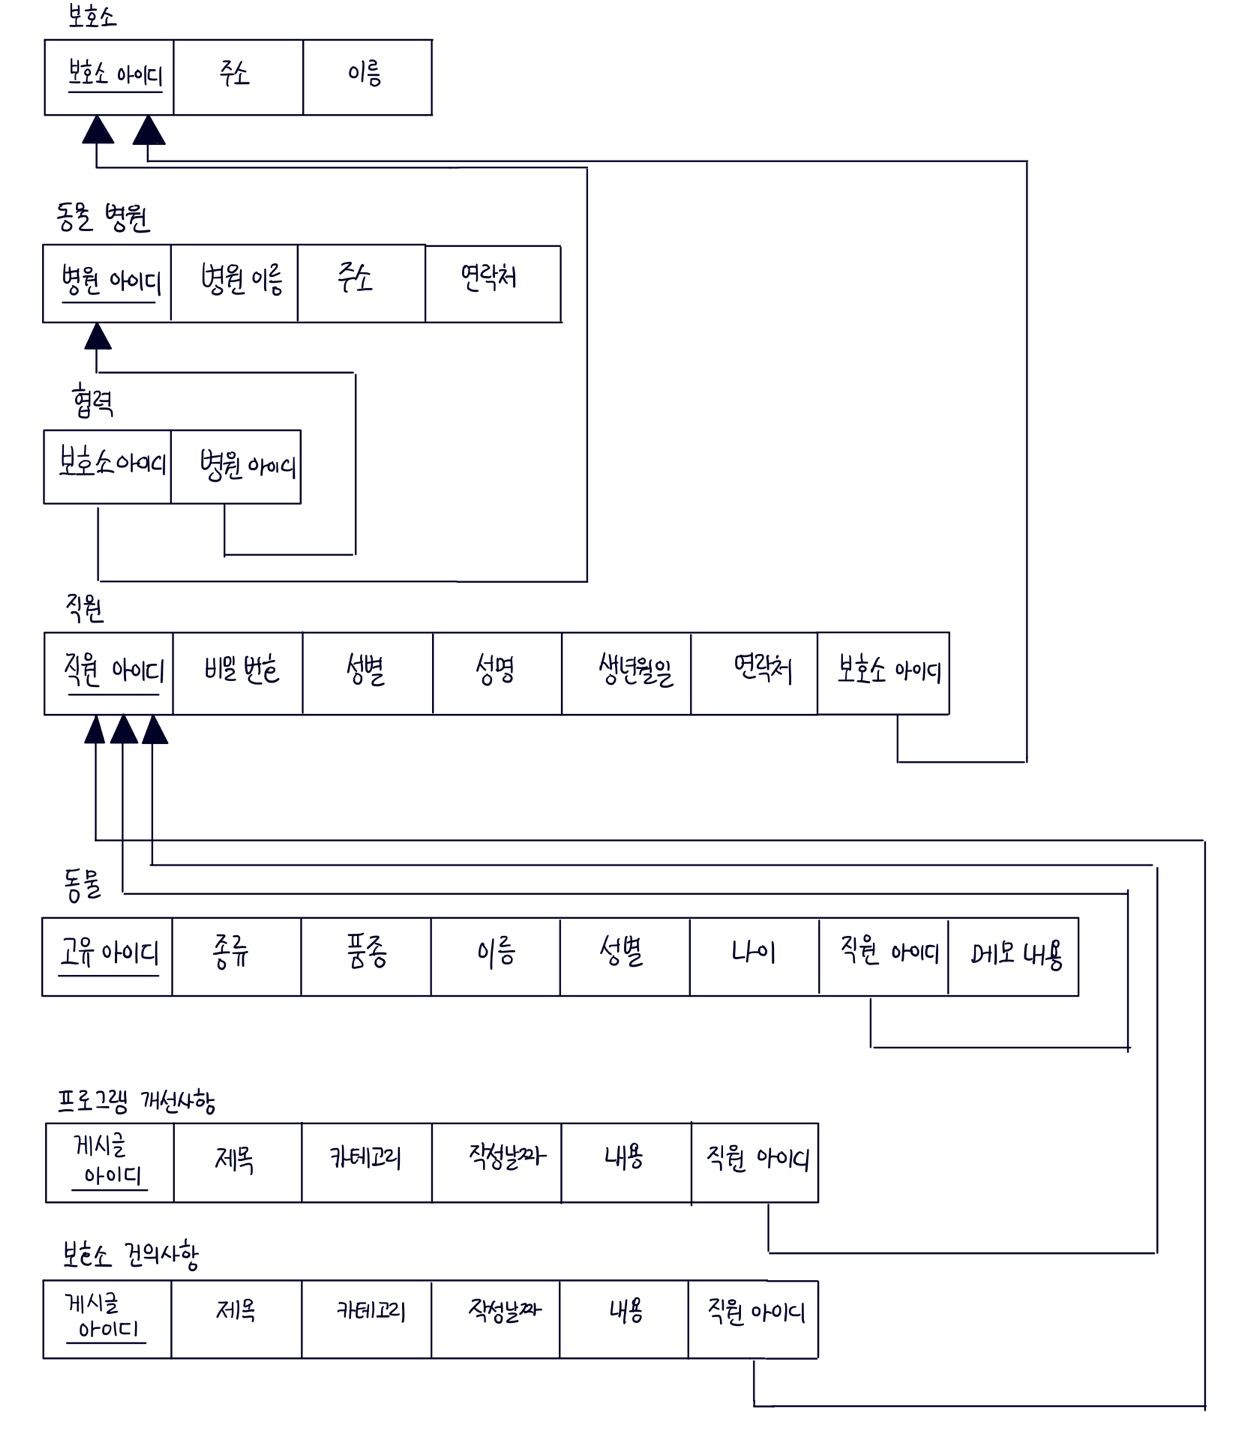 보호소
보호소 아이디 주소 이름
동물 병원
병원 아이디 병원 이름 주소 연락처
협력
보호소 아이디 병원 아이디
직원
직원 아이디 비밀 번호 성별 성명 생년월일 연락처 보호소 아이디
동물
고유 아이디 종류 품종 이름 성별 나이 직원 아이디 메모 내용
프로그램 개선사항
게시글
아이디 제목 카테고리 작성날짜 내용 직원 아이디
보호소 건의사항
게시글
아이디 제목 카테고리 작성날짜 내용 직원 아이디